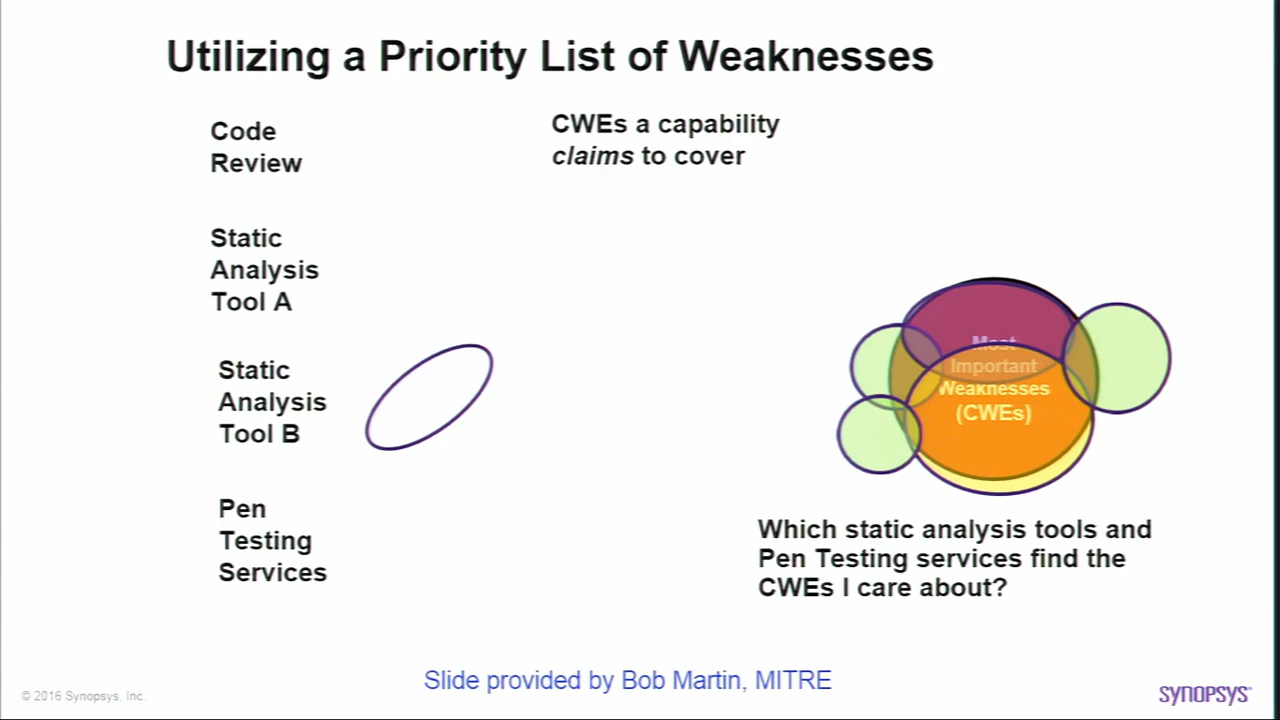 Utilizing a Priority List of Weaknesses
Code
Review
CWEs a capability
claims to cover
Static
Analysis
Tool A
Static
Analysis
Tool B
Pen
Testing
Services
Most
Important
Weaknesses
(CWEs)
Which static analysis tools and
Pen Testing services find the
CWEs I care about?
Slide provided by Bob Martin, MITRE
© 2016 Synopsys, Inc.
SYNOPSYS®